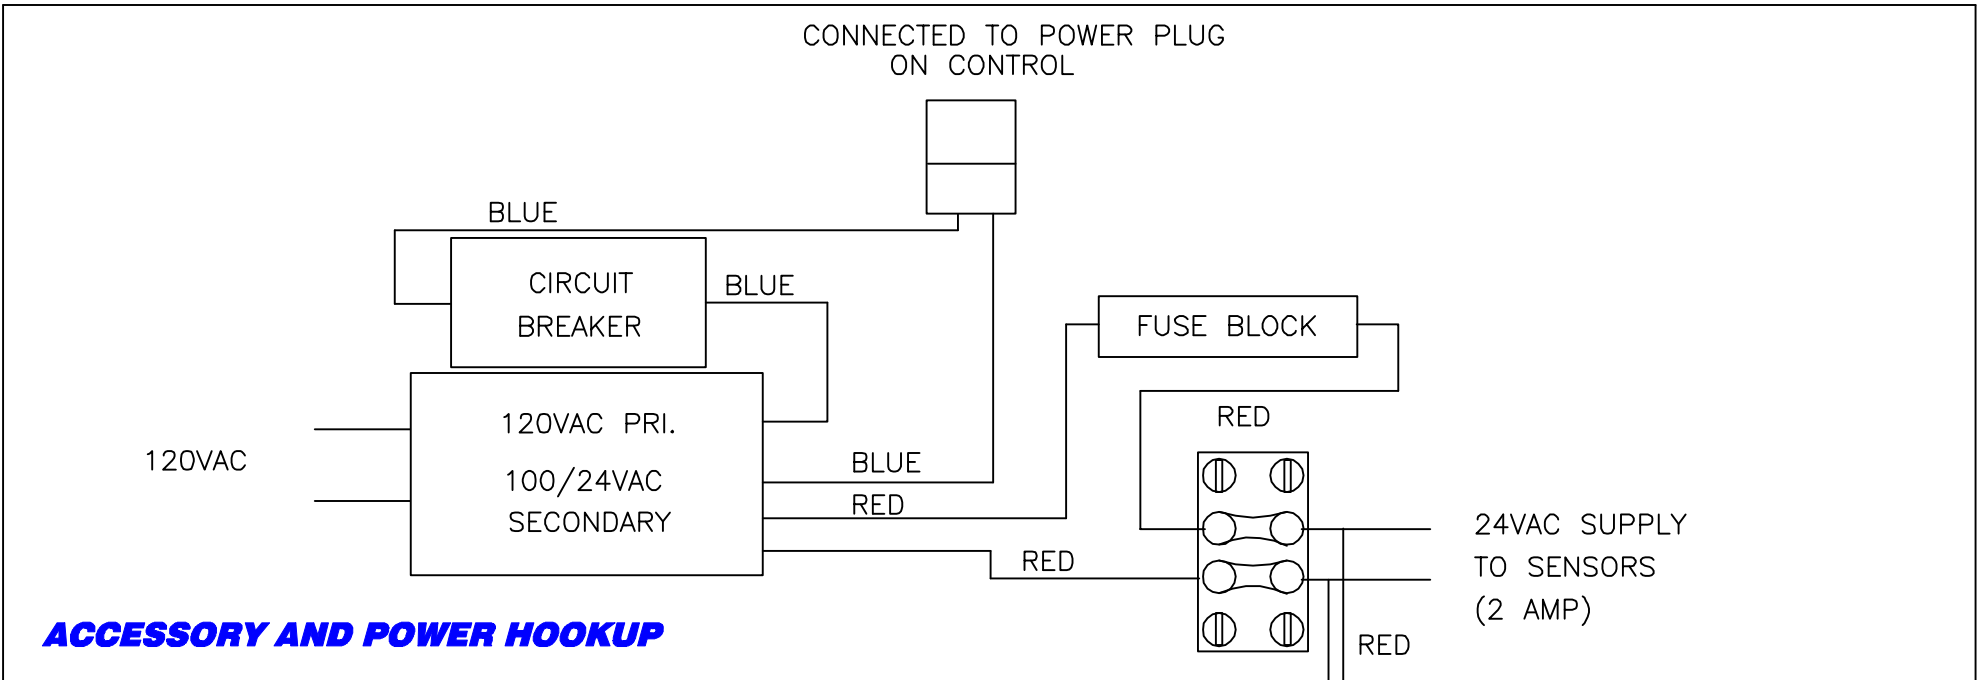 CONNECTED TO POWER PLUG
ON CONTROL
BLUE
CIRCUIT
BREAKER
BLUE
FUSE BLOCK
RED
120VAC
120VAC PRI.
100/24VAC
SECONDARY
BLUE
RED
RED
24VAC SUPPLY
TO SENSORS
(2 AMP)
RED
ACCESSORY AND POWER HOOKUP